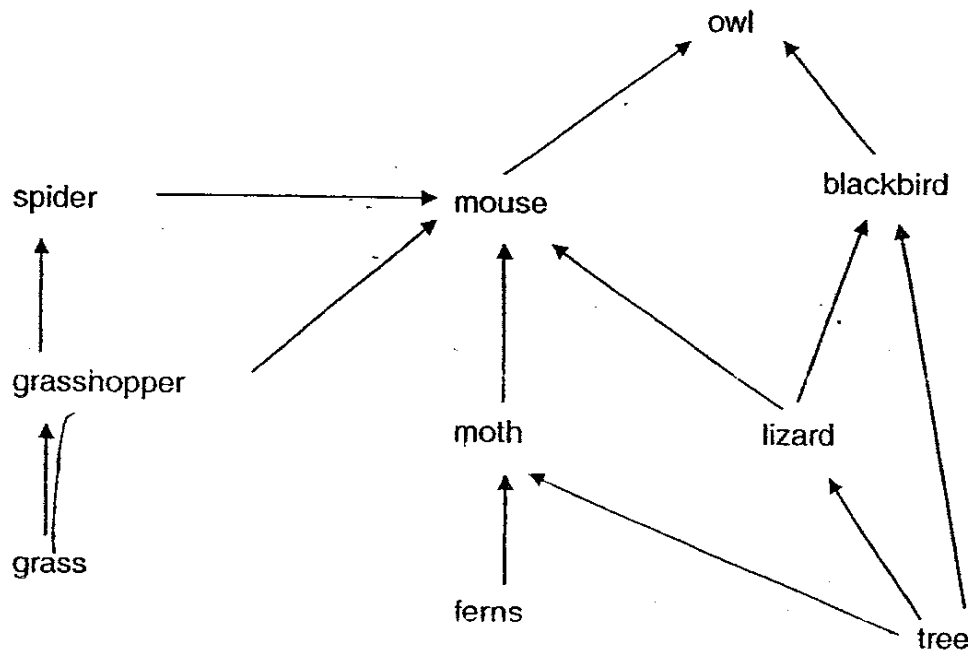 owl
spider
mouse
blackbird
grasshopper
moth
lizard
grass
ferns
tree